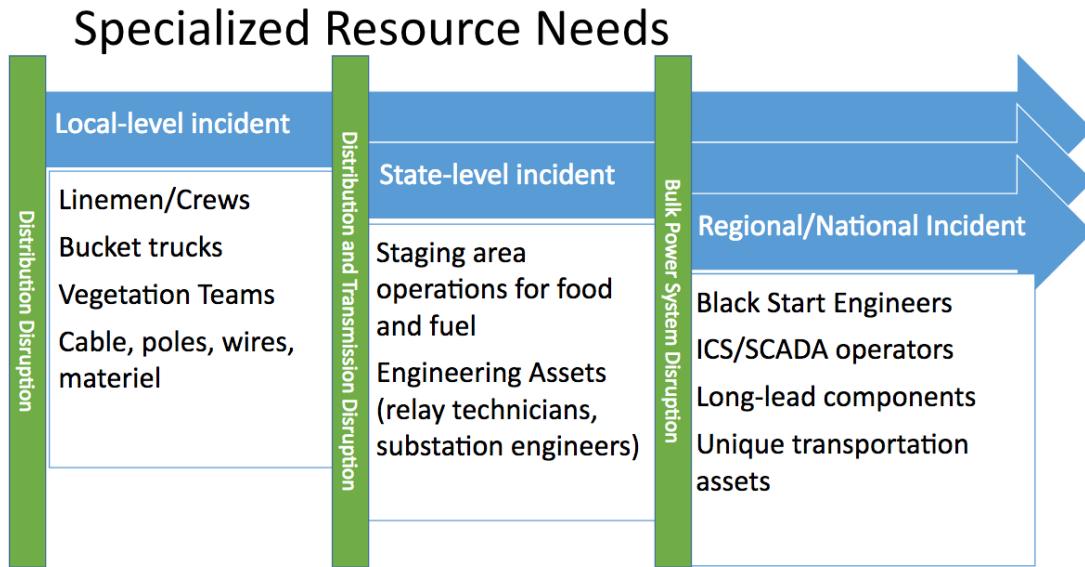 Specialized Resource Needs
Distribution Disruption
Local-level incident
Linemen/Crews
Bucket trucks
Vegetation Teams
Cable, poles, wires,
materiel
Distribution and Transmission Disruption
State-level incident
Staging area
operations for food
and fuel
Engineering Assets
(relay technicians,
substation engineers)
Bulk Power System Disruption
Regional/National Incident
Black Start Engineers
ICS/SCADA operators
Long-lead components
Unique transportation
assets